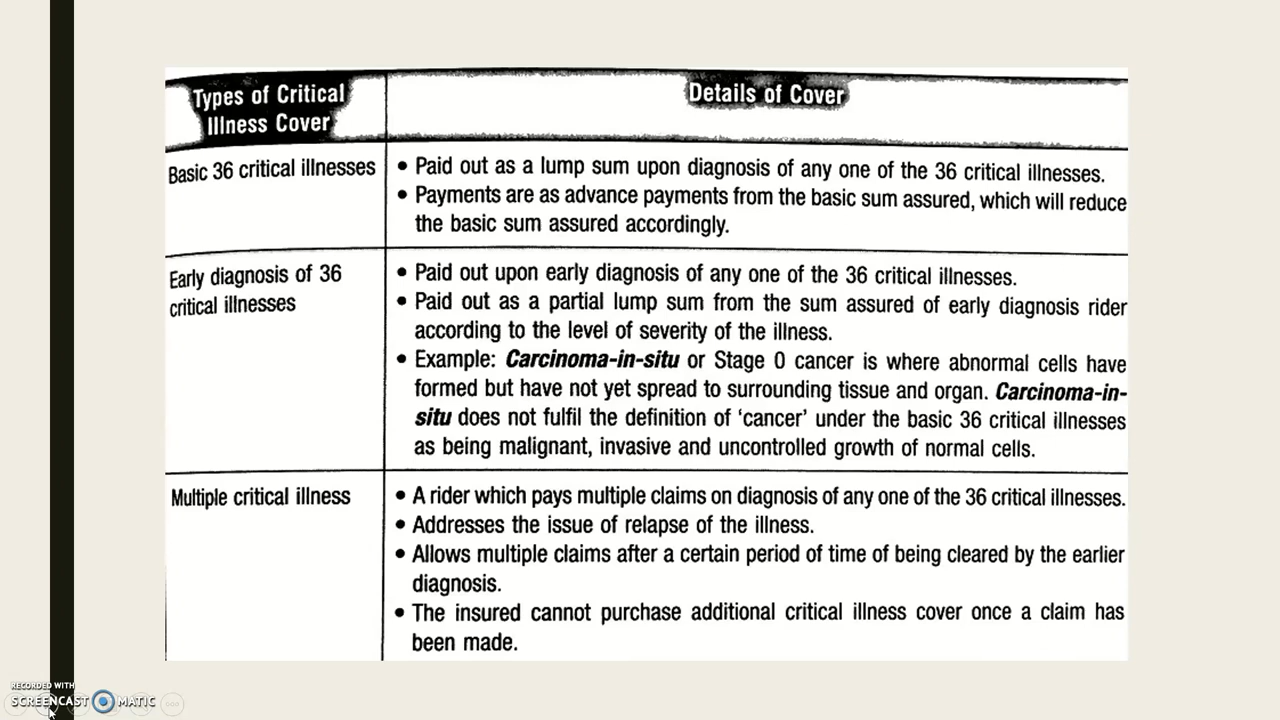 Types of Critical
Illness Cover
Details of Cover
Basic 36 critical illnesses
• Paid out as a lump sum upon diagnosis of any one of the 36 critical illnesses.
• Payments are as advance payments from the basic sum assured, which will reduce
the basic sum assured accordingly.
Early diagnosis of 36
critical illnesses
• Paid out upon early diagnosis of any one of the 36 critical illnesses.
• Paid out as a partial lump sum from the sum assured of early diagnosis rider
according to the level of severity of the illness.
• Example: Carcinoma-in-situ or Stage 0 cancer is where abnormal cells have
formed but have not yet spread to surrounding tissue and organ. Carcinoma-in-
situ does not fulfil the definition of ‘cancer’ under the basic 36 critical illnesses
as being malignant, invasive and uncontrolled growth of normal cells.
Multiple critical illness
• A rider which pays multiple claims on diagnosis of any one of the 36 critical illnesses.
• Addresses the issue of relapse of the illness.
• Allows multiple claims after a certain period of time of being cleared by the earlier
diagnosis.
• The insured cannot purchase additional critical illness cover once a claim has
been made.
RECORDED WITH
SCREENCAST MATIC